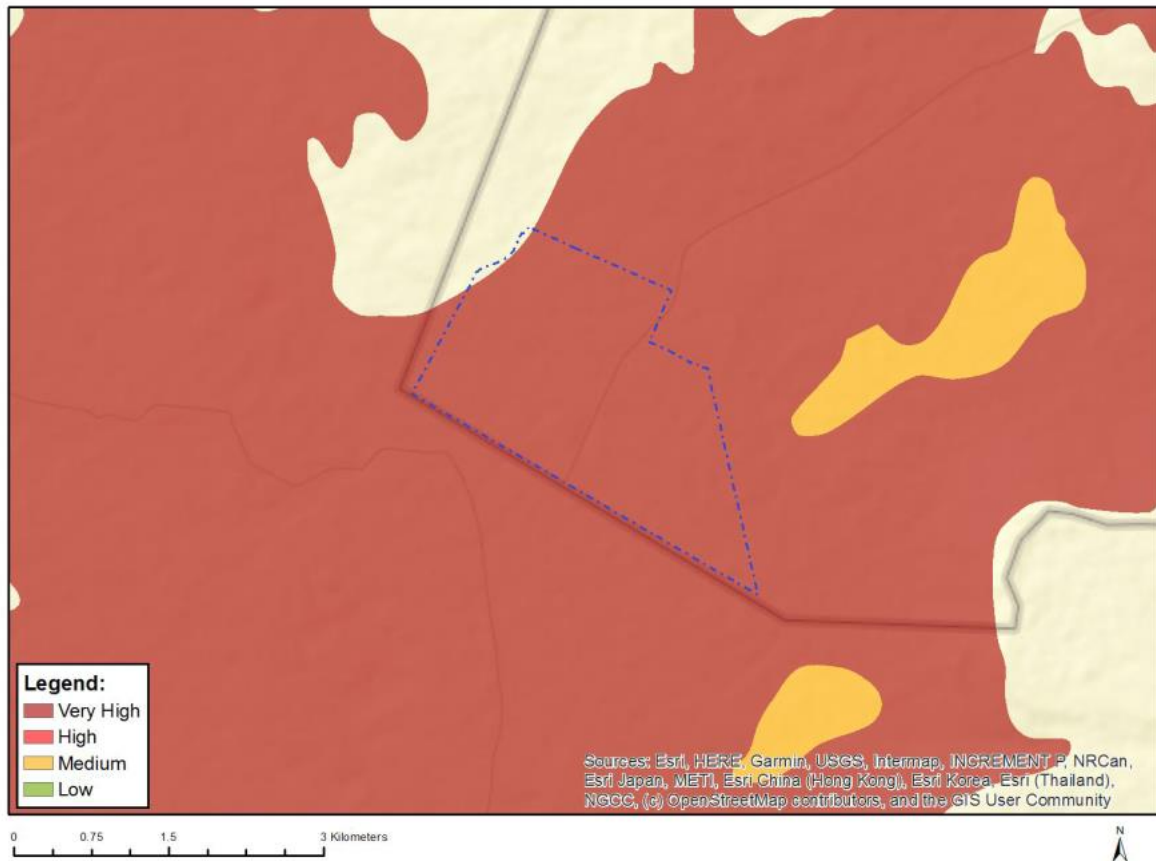 Legend:
Very High
High
Medium
Low
Sources: Esri, HERE, Garmin, USGS, Intermap, INCREMENT P, NRCan,
Esri Japan, METI, Esri China (Hong Kong), Esri Korea, Esri (Thailand),
NGCC, (c) OpenStreetMap contributors, and the GIS User Community
0 0.75 1.5 3 Kilometers
N